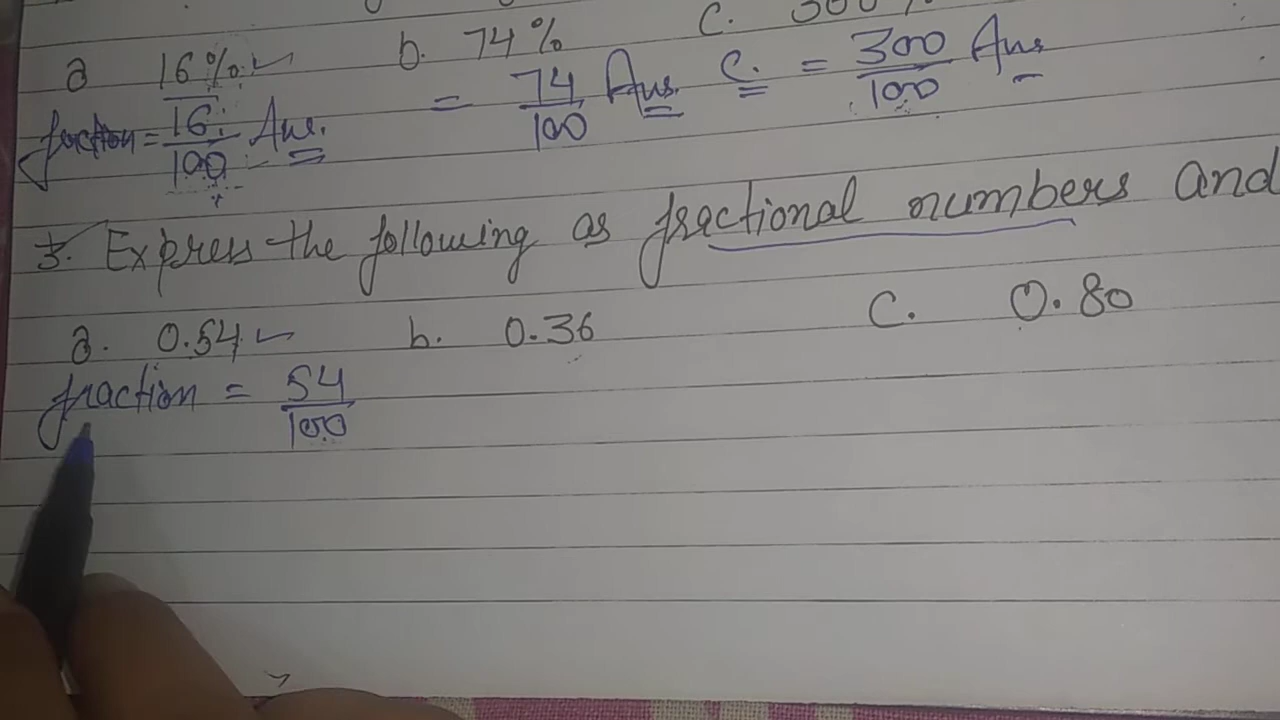 a 16% b. 74% C.
fraction = 16/100 Ans. = 74/100 Ans. C. = 300/100 Ans
3. Express the following as fractional numbers and
a. 0.54 b. 0.36 C. 0.80
fraction = 54/100